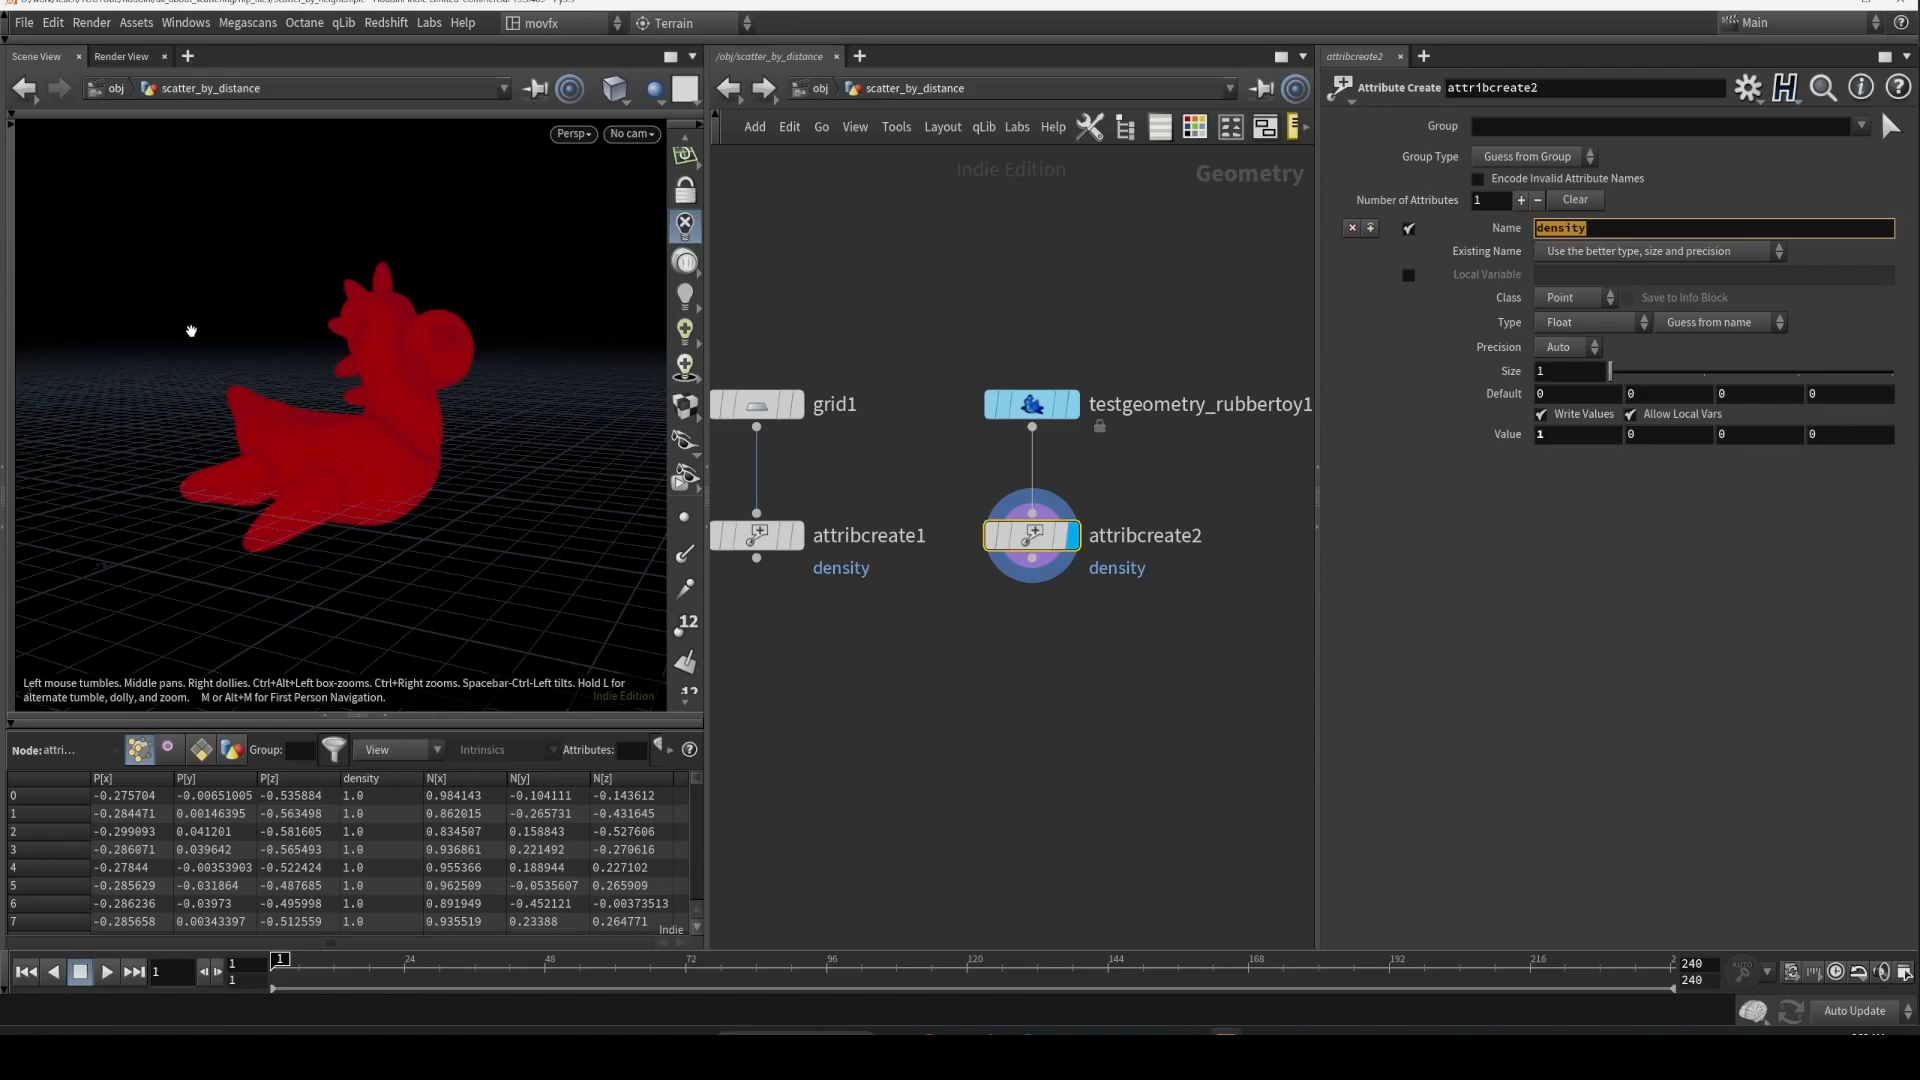 File Edit Render Assets Windows Megascans Octane qLib Redshift Labs Help movfx Terrain Main
Scene View Render View
obj scatter_by_distance
Persp No cam
Left mouse tumbles. Middle pans. Right dollies. Ctrl+Alt+Left box-zooms. Ctrl+Right zooms. Spacebar-Ctrl-Left tilts. Hold L for
alternate tumble, dolly, and zoom. M or Alt+M for First Person Navigation.
Indie Edition
12
Node: attri... Group: View Intrinsics Attributes:
P[x] P[y] P[z] density N[x] N[y] N[z]
0 -0.275704 -0.00651005 -0.535884 1.0 0.984143 -0.104111 -0.143612
1 -0.284471 0.00146395 -0.563498 1.0 0.862015 -0.265731 -0.431645
2 -0.299093 0.041201 -0.581605 1.0 0.834507 0.158843 -0.527606
3 -0.286071 0.039642 -0.565493 1.0 0.936861 0.221492 -0.270616
4 -0.27844 -0.00353903 -0.522424 1.0 0.955366 0.188944 0.227102
5 -0.285629 -0.031864 -0.487685 1.0 0.962509 -0.0535607 0.265909
6 -0.286236 -0.03973 -0.495998 1.0 0.891949 -0.452121 -0.00373513
7 -0.285658 0.00343397 -0.512559 1.0 0.935519 0.23388 0.264771
Indie
/obj/scatter_by_distance
obj scatter_by_distance
Add Edit Go View Tools Layout qLib Labs Help
Indie Edition
Geometry
grid1
testgeometry_rubbertoy1
attribcreate1
density
attribcreate2
density
attribcreate2
Attribute Create attribcreate2
Group
Group Type Guess from Group
Encode Invalid Attribute Names
Number of Attributes 1 + − Clear
Name density
Existing Name Use the better type, size and precision
Local Variable
Class Point Save to Info Block
Type Float Guess from name
Precision Auto
Size 1
Default 0 0 0 0
Write Values Allow Local Vars
Value 1 0 0 0
1 1 1 24 48 72 96 120 144 168 192 216 2 240
1 240
AUTO
Auto Update